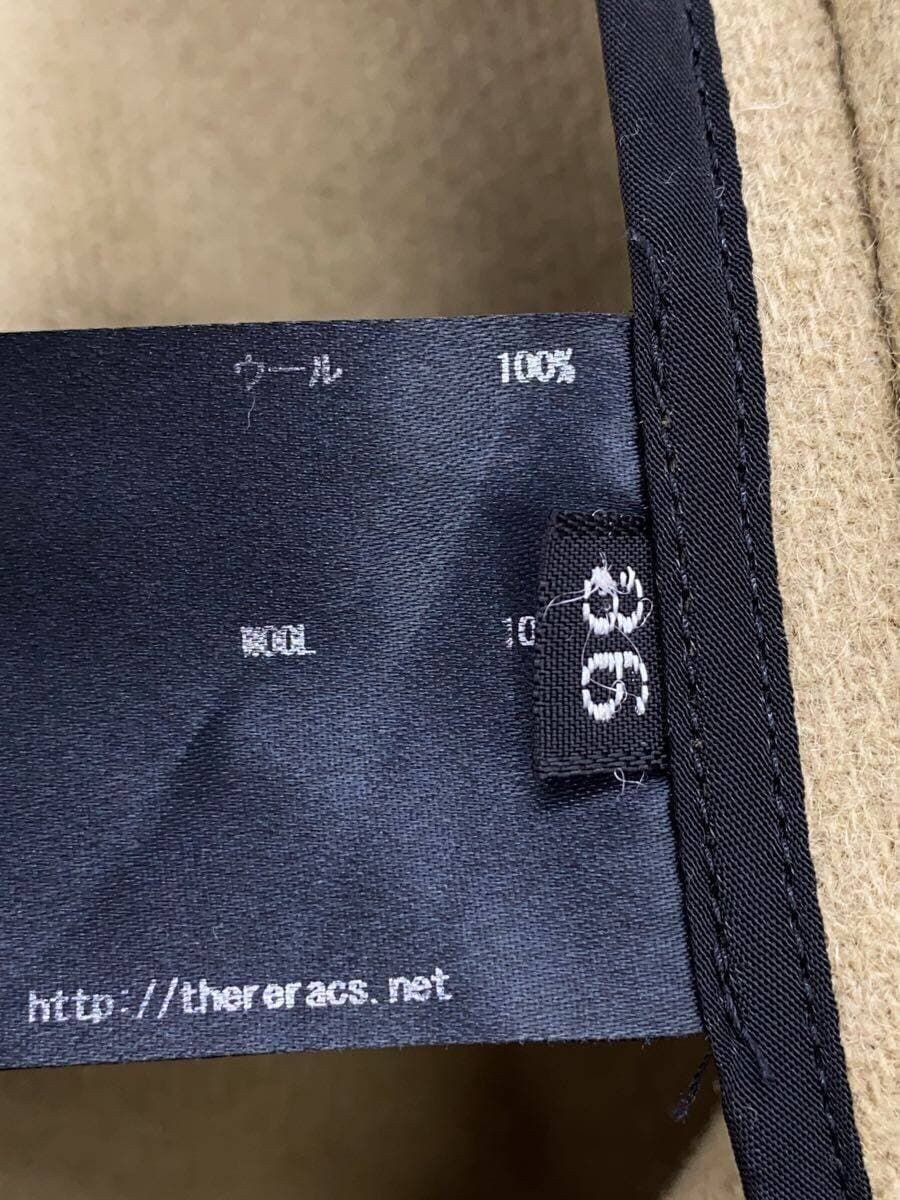 ウール 100%
WOOL 10
36
http://thereracs.net